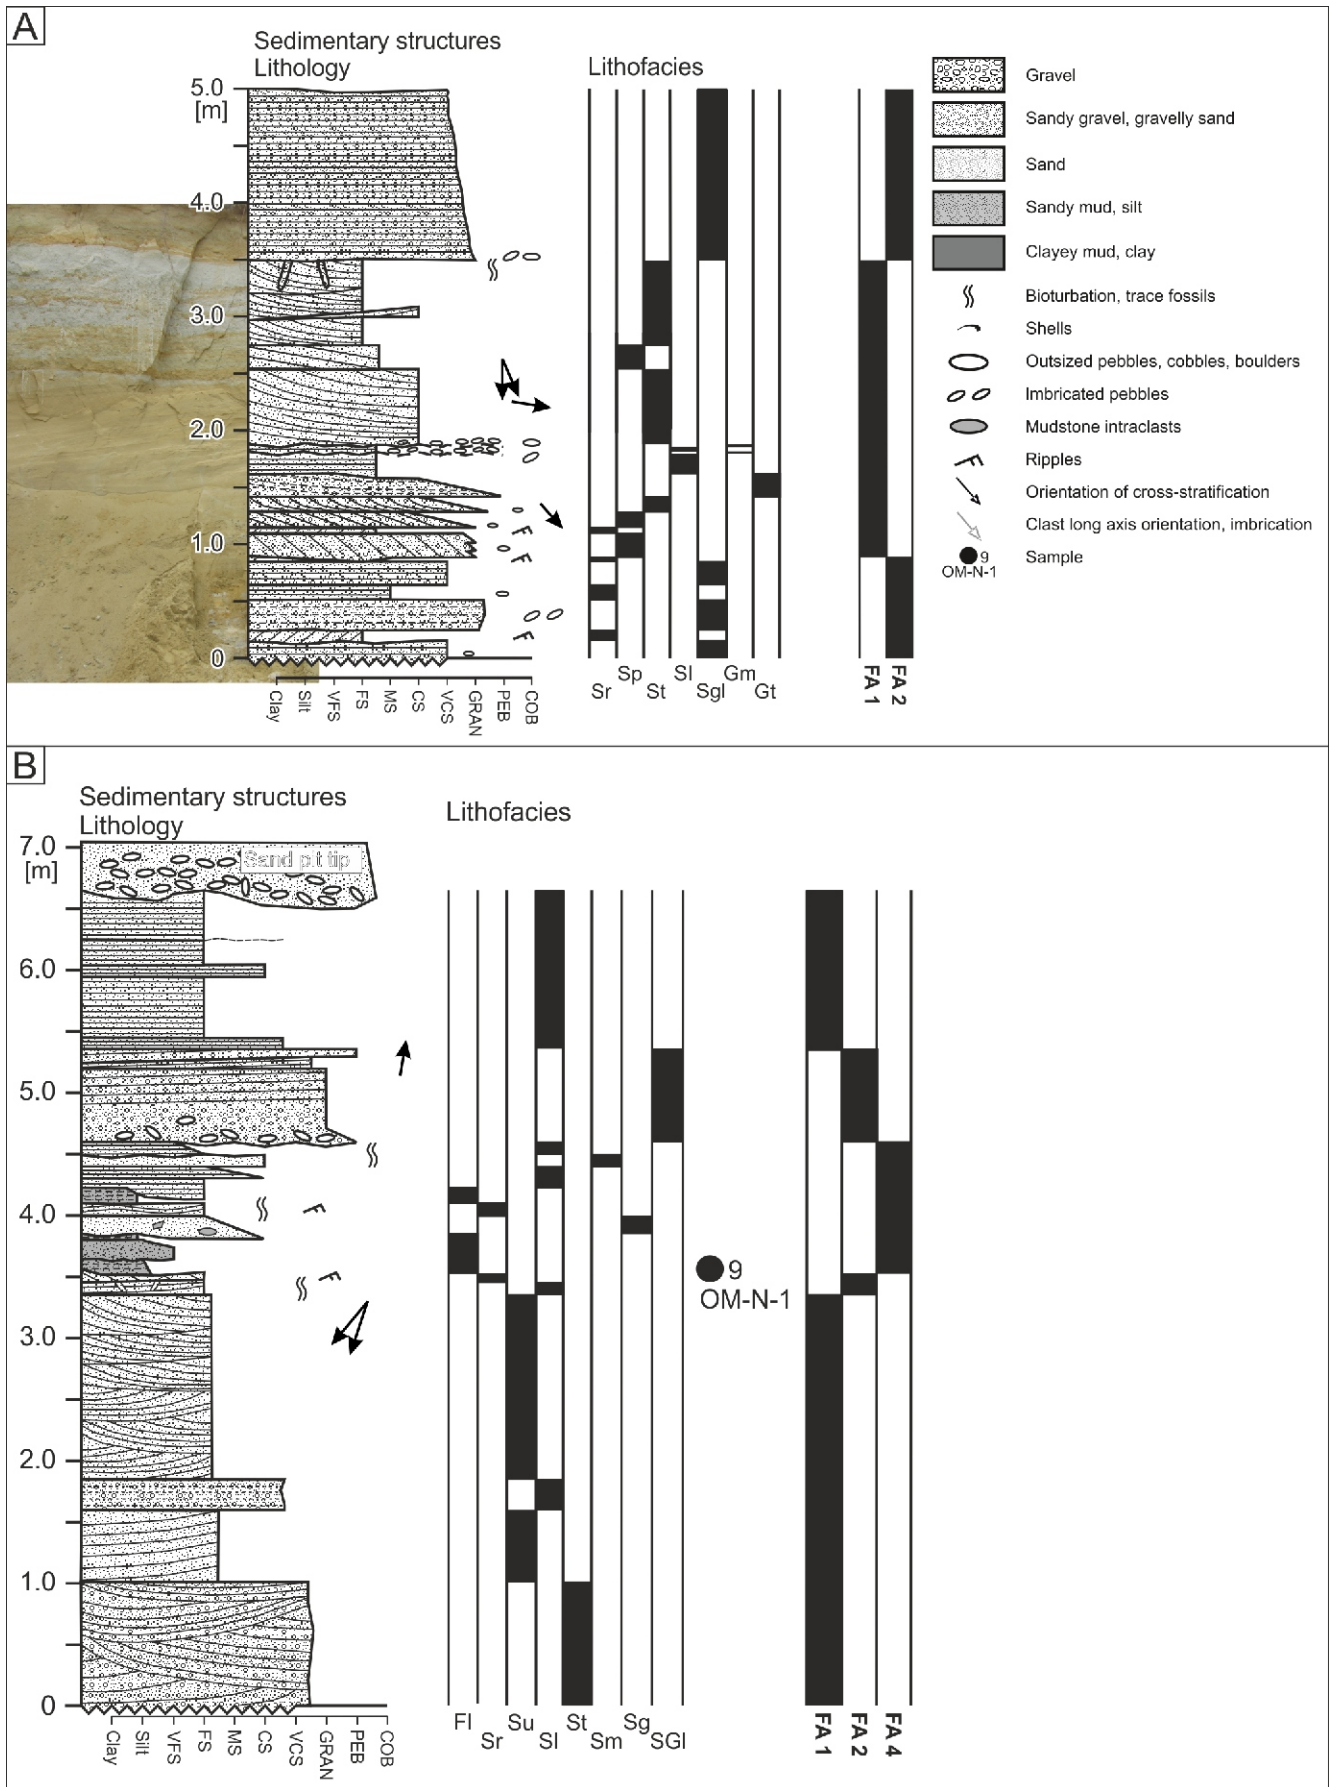 A
Sedimentary structures
Lithology
Lithofacies
5.0
[m]
4.0
3.0
2.0
1.0
0
Clay
Silt
VFS
FS
MS
CS
VCS
GRAN
PEB
COB
Sr
Sp
St
Sl
Sgl
Gm
Gt
FA 1
FA 2
Gravel
Sandy gravel, gravelly sand
Sand
Sandy mud, silt
Clayey mud, clay
Bioturbation, trace fossils
Shells
Outsized pebbles, cobbles, boulders
Imbricated pebbles
Mudstone intraclasts
Ripples
Orientation of cross-stratification
Clast long axis orientation, imbrication
9
OM-N-1
Sample
B
Sedimentary structures
Lithology
Lithofacies
7.0
[m]
Sand pit tip
6.0
5.0
4.0
3.0
2.0
1.0
0
9
OM-N-1
Clay
Silt
VFS
FS
MS
CS
VCS
GRAN
PEB
COB
Fl
Sr
Su
Sl
St
Sm
Sg
SGl
FA 1
FA 2
FA 4